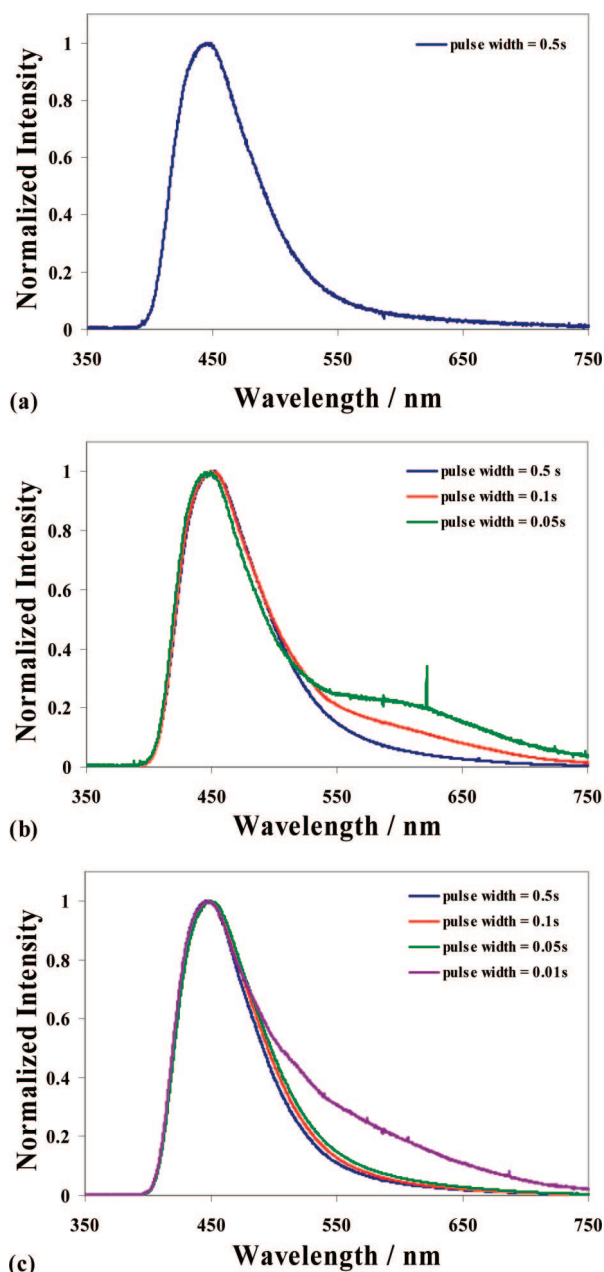 pulse width = 0.5s
1
0.8
0.6
0.4
0.2
0
Normalized Intensity
350 450 550 650 750
Wavelength / nm
(a)
pulse width = 0.5 s
pulse width = 0.1s
pulse width = 0.05s
1
0.8
0.6
0.4
0.2
0
Normalized Intensity
350 450 550 650 750
Wavelength / nm
(b)
pulse width = 0.5s
pulse width = 0.1s
pulse width = 0.05s
pulse width = 0.01s
1
0.8
0.6
0.4
0.2
0
Normalized Intensity
350 450 550 650 750
Wavelength / nm
(c)